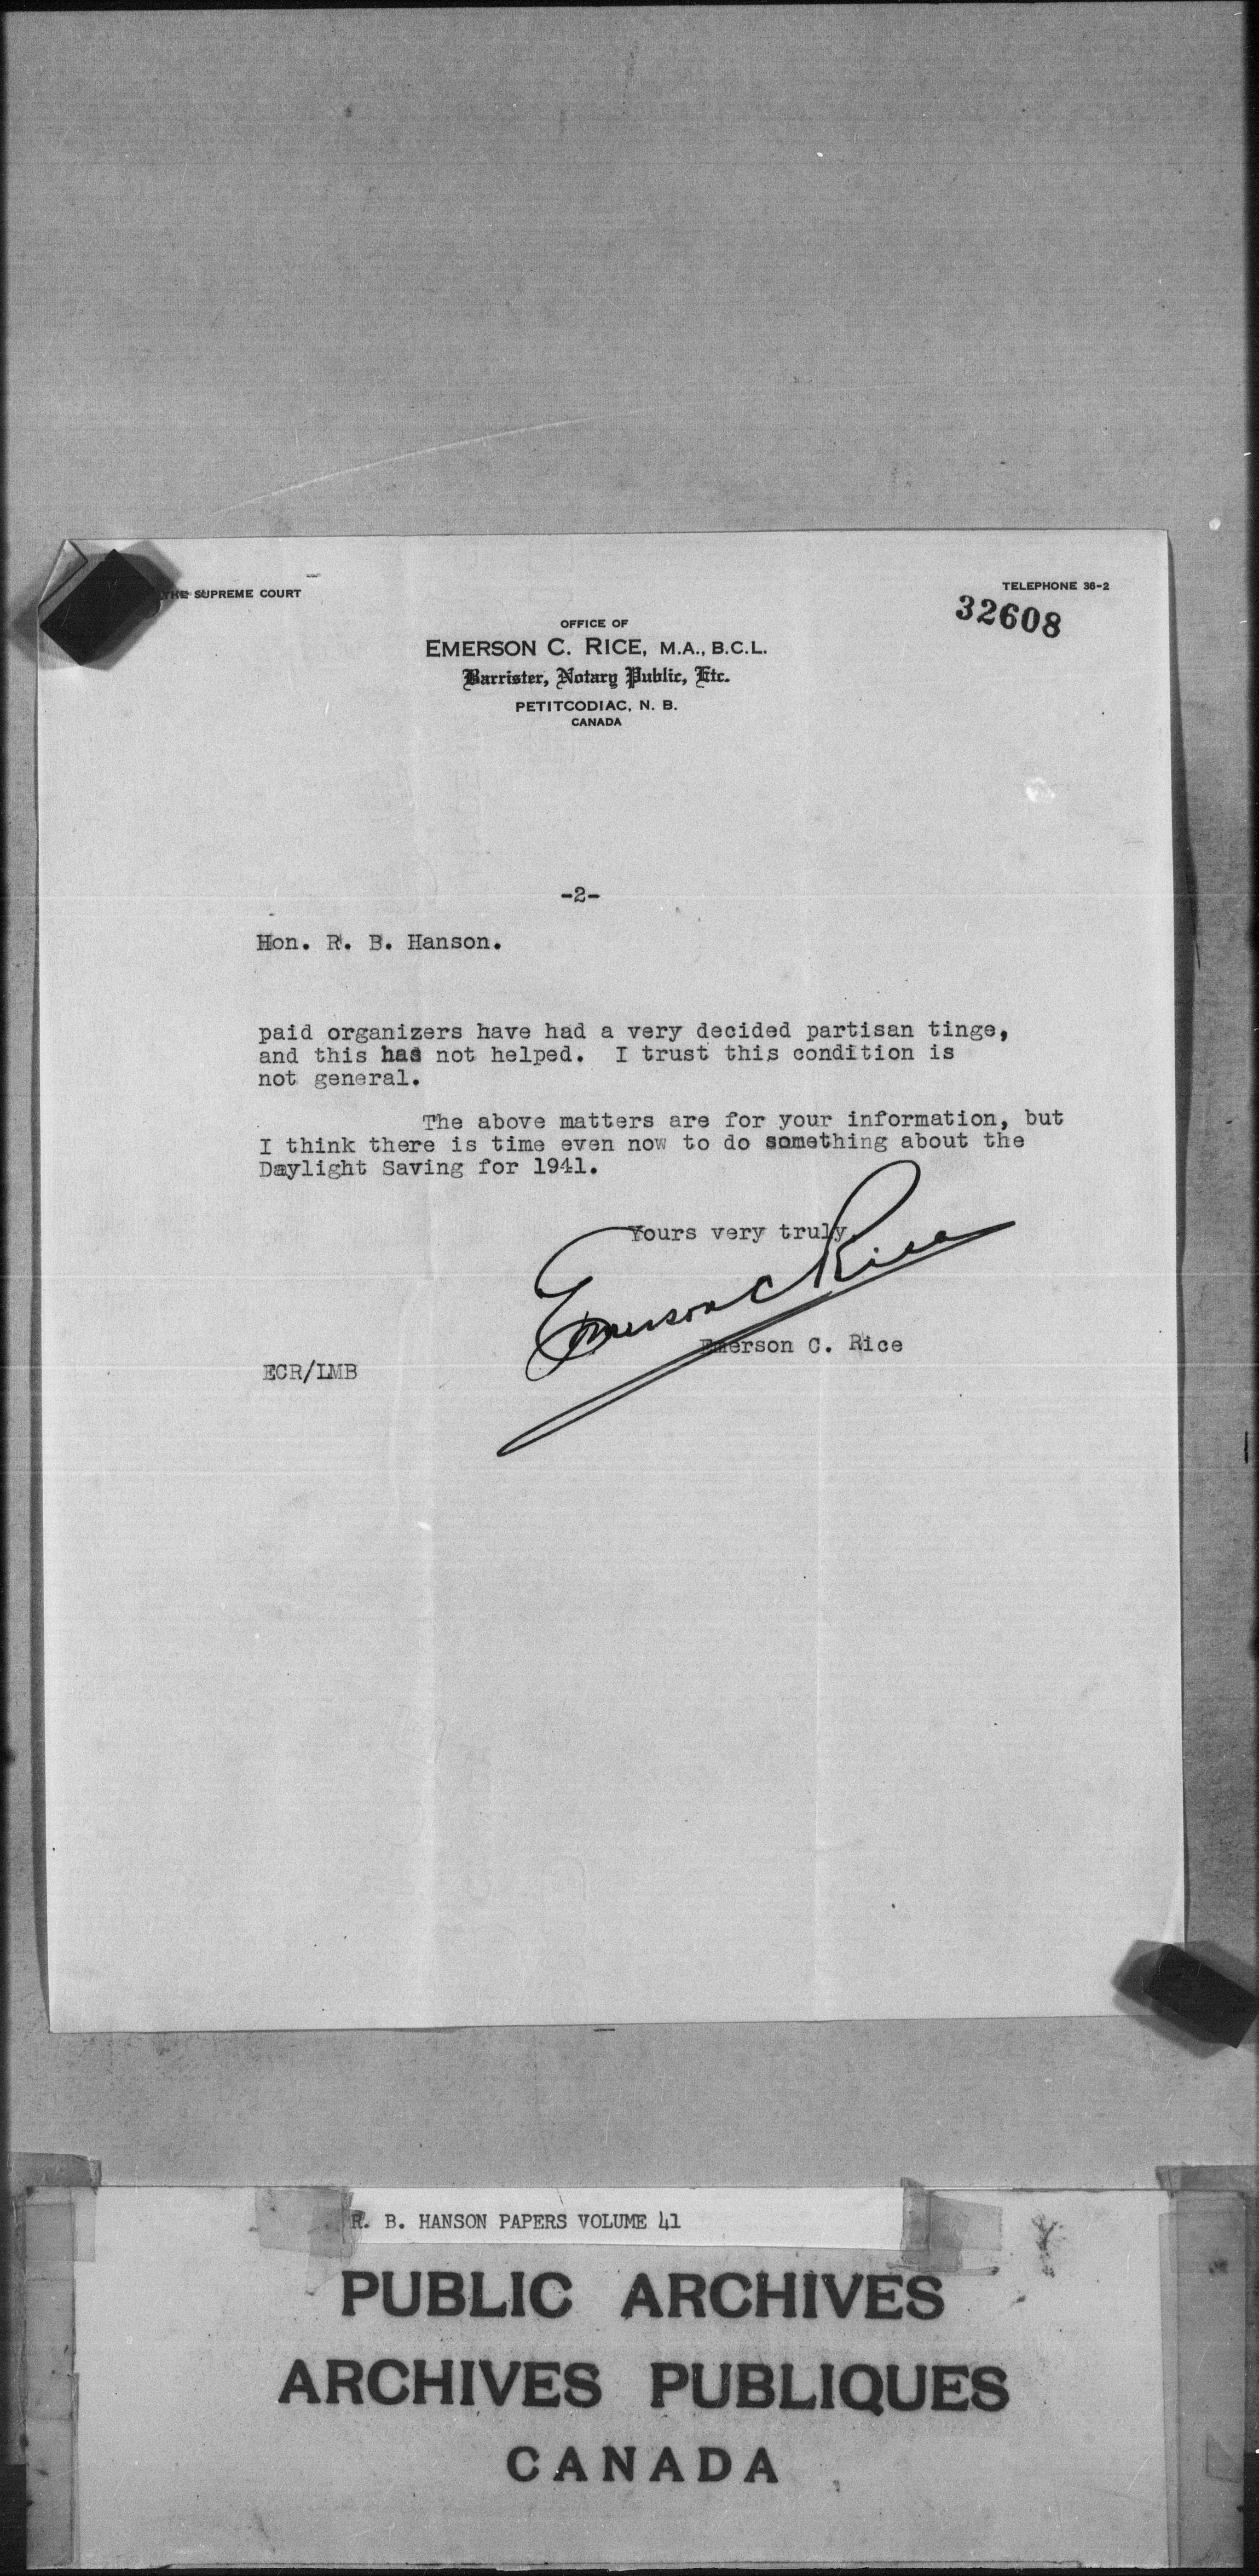 THE SUPREME COURT
TELEPHONE 36-2
32608
OFFICE OF
EMERSON C. RICE, M.A., B.C.L.
Barrister, Notary Public, Etc.
PETITCODIAC, N. B.
CANADA
-2-
Hon. R. B. Hanson.
paid organizers have had a very decided partisan tinge,
and this has not helped. I trust this condition is
not general.
The above matters are for your information, but
I think there is time even now to do something about the
Daylight Saving for 1941.
Yours very truly,
Emerson C Rice
Emerson C. Rice
ECR/LMB
R. B. HANSON PAPERS VOLUME 41
PUBLIC ARCHIVES
ARCHIVES PUBLIQUES
CANADA